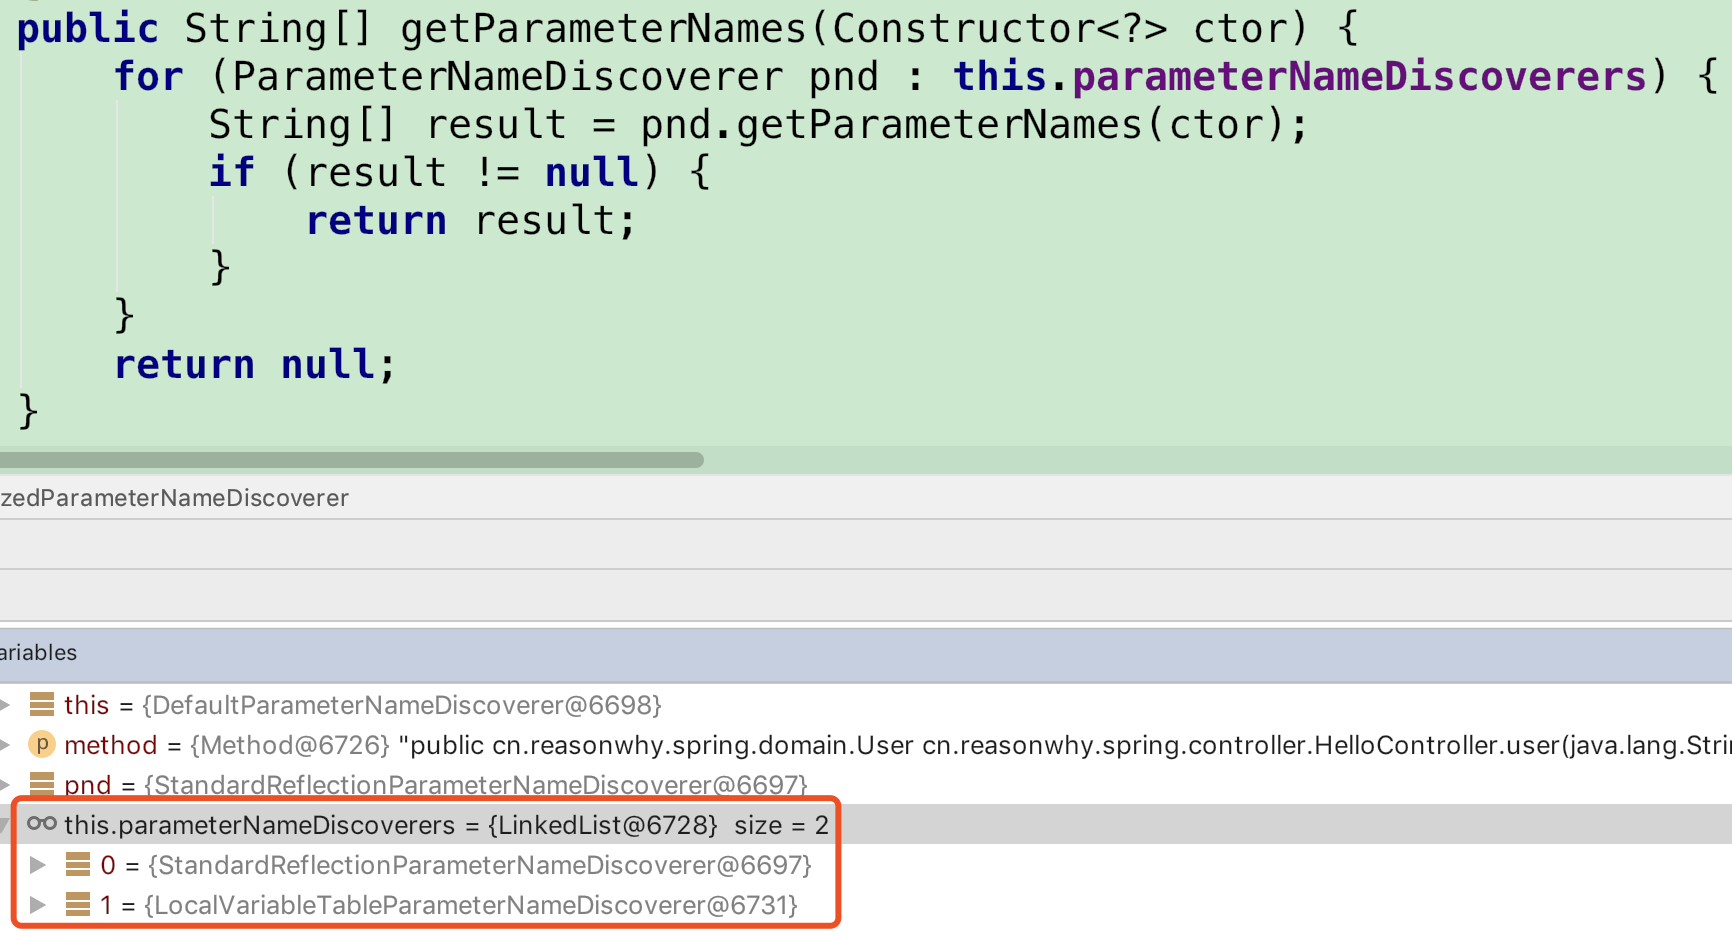 public String[] getParameterNames(Constructor<?> ctor) {
for (ParameterNameDiscoverer pnd : this.parameterNameDiscoverers) {
String[] result = pnd.getParameterNames(ctor);
if (result != null) {
return result;
}
}
return null;
}
zedParameterNameDiscoverer
ariables
this = {DefaultParameterNameDiscoverer@6698}
p method = {Method@6726} "public cn.reasonwhy.spring.domain.User cn.reasonwhy.spring.controller.HelloController.user(java.lang.Stri
pnd = {StandardReflectionParameterNameDiscoverer@6697}
this.parameterNameDiscoverers = {LinkedList@6728} size = 2
0 = {StandardReflectionParameterNameDiscoverer@6697}
1 = {LocalVariableTableParameterNameDiscoverer@6731}